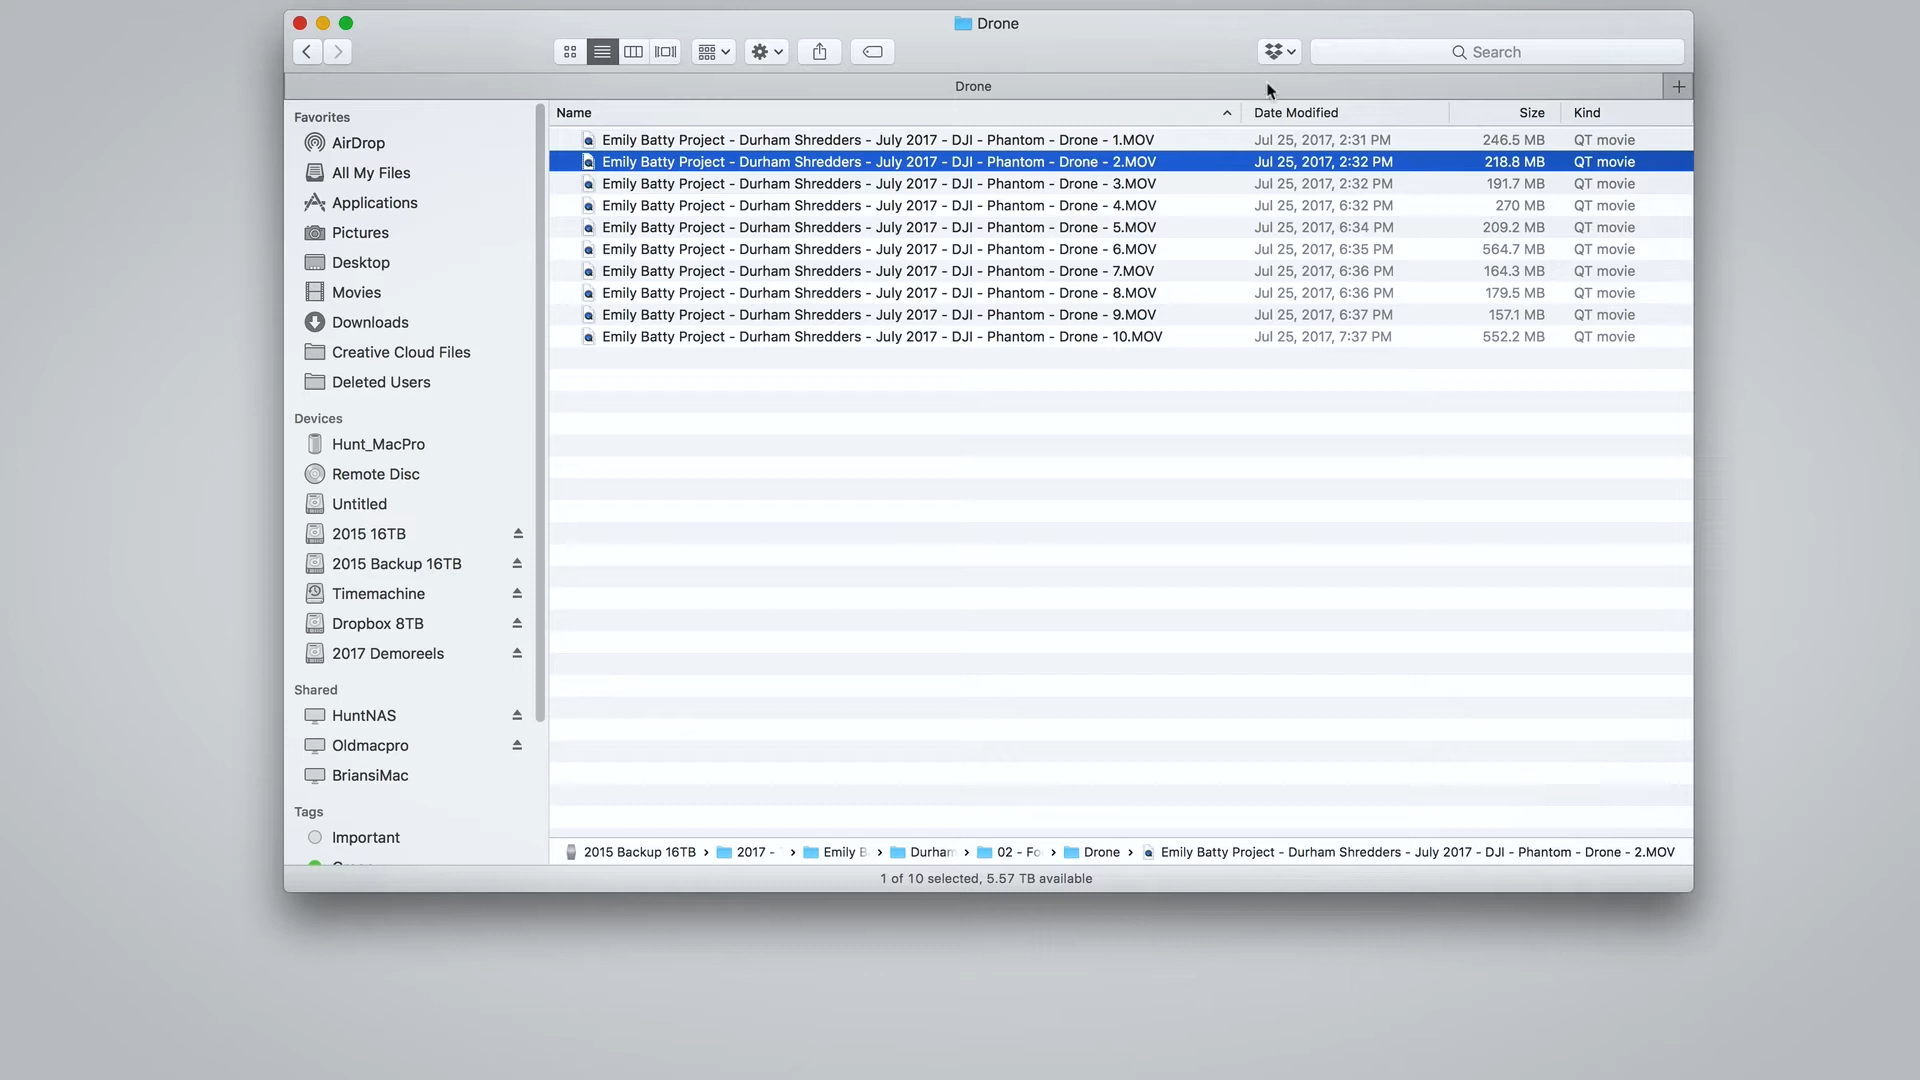 Drone
Search
Drone
Name Date Modified Size Kind
Favorites
AirDrop
All My Files
Applications
Pictures
Desktop
Movies
Downloads
Creative Cloud Files
Deleted Users
Devices
Hunt_MacPro
Remote Disc
Untitled
2015 16TB
2015 Backup 16TB
Timemachine
Dropbox 8TB
2017 Demoreels
Shared
HuntNAS
Oldmacpro
BriansiMac
Tags
Important
Emily Batty Project - Durham Shredders - July 2017 - DJI - Phantom - Drone - 1.MOV Jul 25, 2017, 2:31 PM 246.5 MB QT movie
Emily Batty Project - Durham Shredders - July 2017 - DJI - Phantom - Drone - 2.MOV Jul 25, 2017, 2:32 PM 218.8 MB QT movie
Emily Batty Project - Durham Shredders - July 2017 - DJI - Phantom - Drone - 3.MOV Jul 25, 2017, 2:32 PM 191.7 MB QT movie
Emily Batty Project - Durham Shredders - July 2017 - DJI - Phantom - Drone - 4.MOV Jul 25, 2017, 6:32 PM 270 MB QT movie
Emily Batty Project - Durham Shredders - July 2017 - DJI - Phantom - Drone - 5.MOV Jul 25, 2017, 6:34 PM 209.2 MB QT movie
Emily Batty Project - Durham Shredders - July 2017 - DJI - Phantom - Drone - 6.MOV Jul 25, 2017, 6:35 PM 564.7 MB QT movie
Emily Batty Project - Durham Shredders - July 2017 - DJI - Phantom - Drone - 7.MOV Jul 25, 2017, 6:36 PM 164.3 MB QT movie
Emily Batty Project - Durham Shredders - July 2017 - DJI - Phantom - Drone - 8.MOV Jul 25, 2017, 6:36 PM 179.5 MB QT movie
Emily Batty Project - Durham Shredders - July 2017 - DJI - Phantom - Drone - 9.MOV Jul 25, 2017, 6:37 PM 157.1 MB QT movie
Emily Batty Project - Durham Shredders - July 2017 - DJI - Phantom - Drone - 10.MOV Jul 25, 2017, 7:37 PM 552.2 MB QT movie
2015 Backup 16TB › 2017 - › Emily B › Durham › 02 - Fo › Drone › Emily Batty Project - Durham Shredders - July 2017 - DJI - Phantom - Drone - 2.MOV
1 of 10 selected, 5.57 TB available